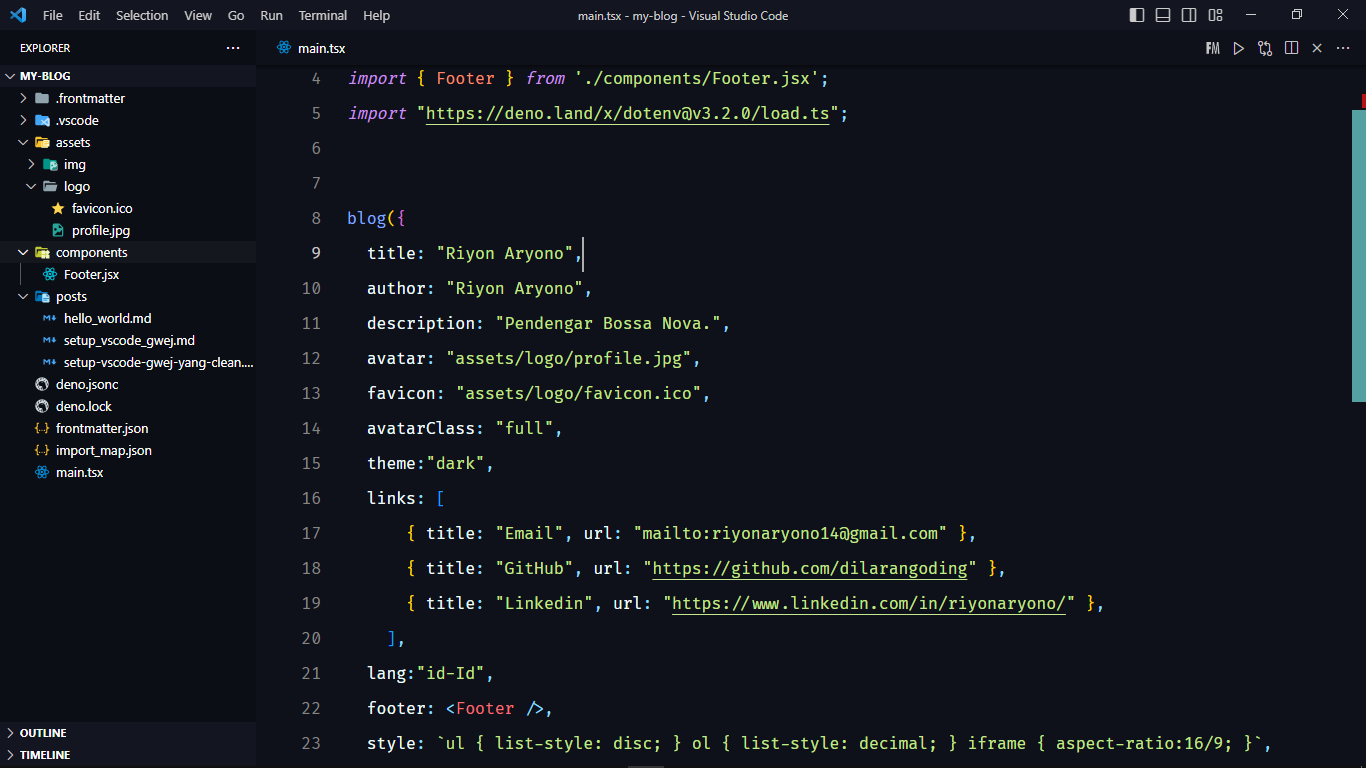 File Edit Selection View Go Run Terminal Help
main.tsx - my-blog - Visual Studio Code
EXPLORER
MY-BLOG
.frontmatter
.vscode
assets
img
logo
favicon.ico
profile.jpg
components
Footer.jsx
posts
hello_world.md
setup_vscode_gwej.md
setup-vscode-gwej-yang-clean....
deno.jsonc
deno.lock
frontmatter.json
import_map.json
main.tsx
OUTLINE
TIMELINE
main.tsx
FM
4 import { Footer } from './components/Footer.jsx';
5 import "https://deno.land/x/dotenv@v3.2.0/load.ts";
6
7
8 blog({
9 title: "Riyon Aryono",
10 author: "Riyon Aryono",
11 description: "Pendengar Bossa Nova.",
12 avatar: "assets/logo/profile.jpg",
13 favicon: "assets/logo/favicon.ico",
14 avatarClass: "full",
15 theme:"dark",
16 links: [
17 { title: "Email", url: "mailto:riyonaryono14@gmail.com" },
18 { title: "GitHub", url: "https://github.com/dilarangoding" },
19 { title: "Linkedin", url: "https://www.linkedin.com/in/riyonaryono/" },
20 ],
21 lang:"id-Id",
22 footer: <Footer />,
23 style: `ul { list-style: disc; } ol { list-style: decimal; } iframe { aspect-ratio:16/9; }`,